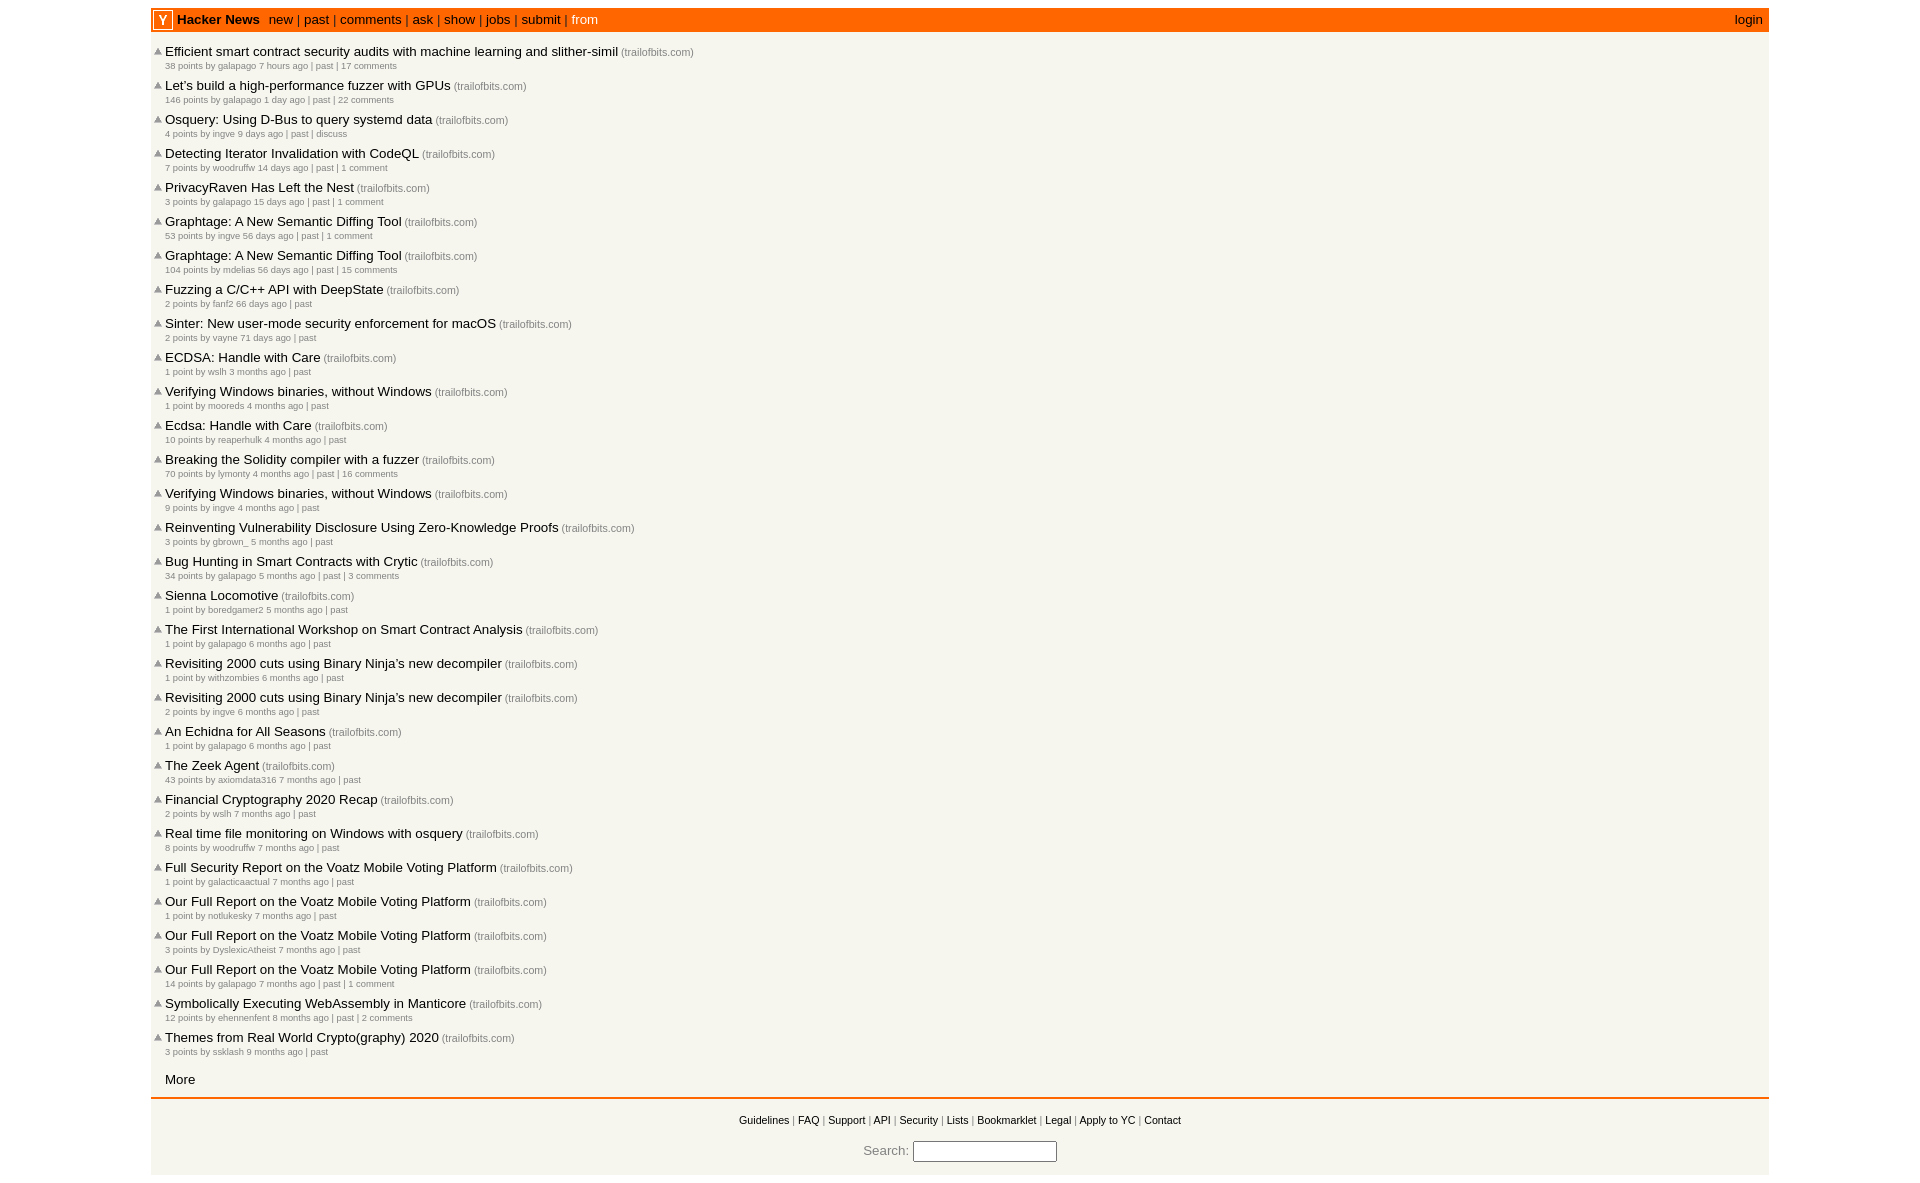 Y Hacker News new | past | comments | ask | show | jobs | submit | from login
Efficient smart contract security audits with machine learning and slither-simil (trailofbits.com)
38 points by galapago 7 hours ago | past | 17 comments
Let’s build a high-performance fuzzer with GPUs (trailofbits.com)
146 points by galapago 1 day ago | past | 22 comments
Osquery: Using D-Bus to query systemd data (trailofbits.com)
4 points by ingve 9 days ago | past | discuss
Detecting Iterator Invalidation with CodeQL (trailofbits.com)
7 points by woodruffw 14 days ago | past | 1 comment
PrivacyRaven Has Left the Nest (trailofbits.com)
3 points by galapago 15 days ago | past | 1 comment
Graphtage: A New Semantic Diffing Tool (trailofbits.com)
53 points by ingve 56 days ago | past | 1 comment
Graphtage: A New Semantic Diffing Tool (trailofbits.com)
104 points by mdelias 56 days ago | past | 15 comments
Fuzzing a C/C++ API with DeepState (trailofbits.com)
2 points by fanf2 66 days ago | past
Sinter: New user-mode security enforcement for macOS (trailofbits.com)
2 points by vayne 71 days ago | past
ECDSA: Handle with Care (trailofbits.com)
1 point by wslh 3 months ago | past
Verifying Windows binaries, without Windows (trailofbits.com)
1 point by mooreds 4 months ago | past
Ecdsa: Handle with Care (trailofbits.com)
10 points by reaperhulk 4 months ago | past
Breaking the Solidity compiler with a fuzzer (trailofbits.com)
70 points by lymonty 4 months ago | past | 16 comments
Verifying Windows binaries, without Windows (trailofbits.com)
9 points by ingve 4 months ago | past
Reinventing Vulnerability Disclosure Using Zero-Knowledge Proofs (trailofbits.com)
3 points by gbrown_ 5 months ago | past
Bug Hunting in Smart Contracts with Crytic (trailofbits.com)
34 points by galapago 5 months ago | past | 3 comments
Sienna Locomotive (trailofbits.com)
1 point by boredgamer2 5 months ago | past
The First International Workshop on Smart Contract Analysis (trailofbits.com)
1 point by galapago 6 months ago | past
Revisiting 2000 cuts using Binary Ninja’s new decompiler (trailofbits.com)
1 point by withzombies 6 months ago | past
Revisiting 2000 cuts using Binary Ninja’s new decompiler (trailofbits.com)
2 points by ingve 6 months ago | past
An Echidna for All Seasons (trailofbits.com)
1 point by galapago 6 months ago | past
The Zeek Agent (trailofbits.com)
43 points by axiomdata316 7 months ago | past
Financial Cryptography 2020 Recap (trailofbits.com)
2 points by wslh 7 months ago | past
Real time file monitoring on Windows with osquery (trailofbits.com)
8 points by woodruffw 7 months ago | past
Full Security Report on the Voatz Mobile Voting Platform (trailofbits.com)
1 point by galacticaactual 7 months ago | past
Our Full Report on the Voatz Mobile Voting Platform (trailofbits.com)
1 point by notlukesky 7 months ago | past
Our Full Report on the Voatz Mobile Voting Platform (trailofbits.com)
3 points by DyslexicAtheist 7 months ago | past
Our Full Report on the Voatz Mobile Voting Platform (trailofbits.com)
14 points by galapago 7 months ago | past | 1 comment
Symbolically Executing WebAssembly in Manticore (trailofbits.com)
12 points by ehennenfent 8 months ago | past | 2 comments
Themes from Real World Crypto(graphy) 2020 (trailofbits.com)
3 points by ssklash 9 months ago | past
More
Guidelines | FAQ | Support | API | Security | Lists | Bookmarklet | Legal | Apply to YC | Contact
Search: